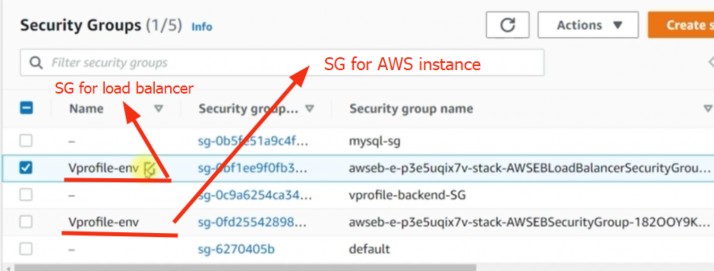 Security Groups (1/5) Info
Actions ▼
Create s
Filter security groups
SG for AWS instance
SG for load balancer
Name
Security group... 
Security group name
– sg-0b5fe51a9c4f... mysql-sg
Vprofile-env sg-0bf1ee9f0fb3... awseb-e-p3e5uqix7v-stack-AWSEBLoadBalancerSecurityGrou...
– sg-0c9a6254ca34... vprofile-backend-SG
Vprofile-env sg-0fd25542898... awseb-e-p3e5uqix7v-stack-AWSEBSecurityGroup-182OOY9K...
– sg-6270405b default